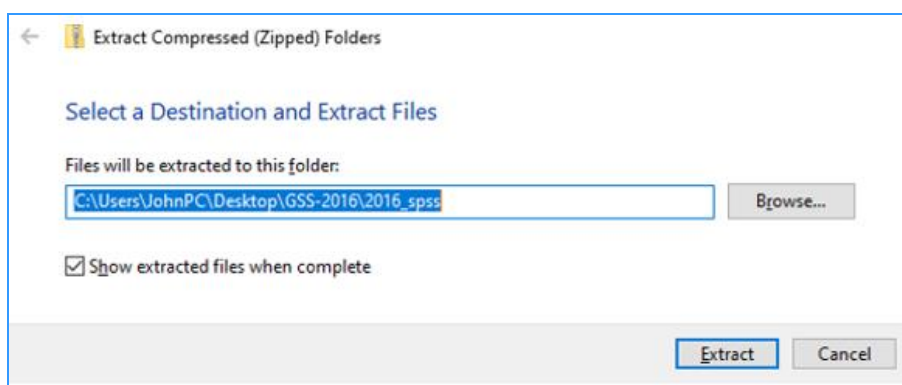 Extract Compressed (Zipped) Folders
Select a Destination and Extract Files
Files will be extracted to this folder:
C:\Users\JohnPC\Desktop\GSS-2016\2016_spss
Browse...
Show extracted files when complete
Extract Cancel